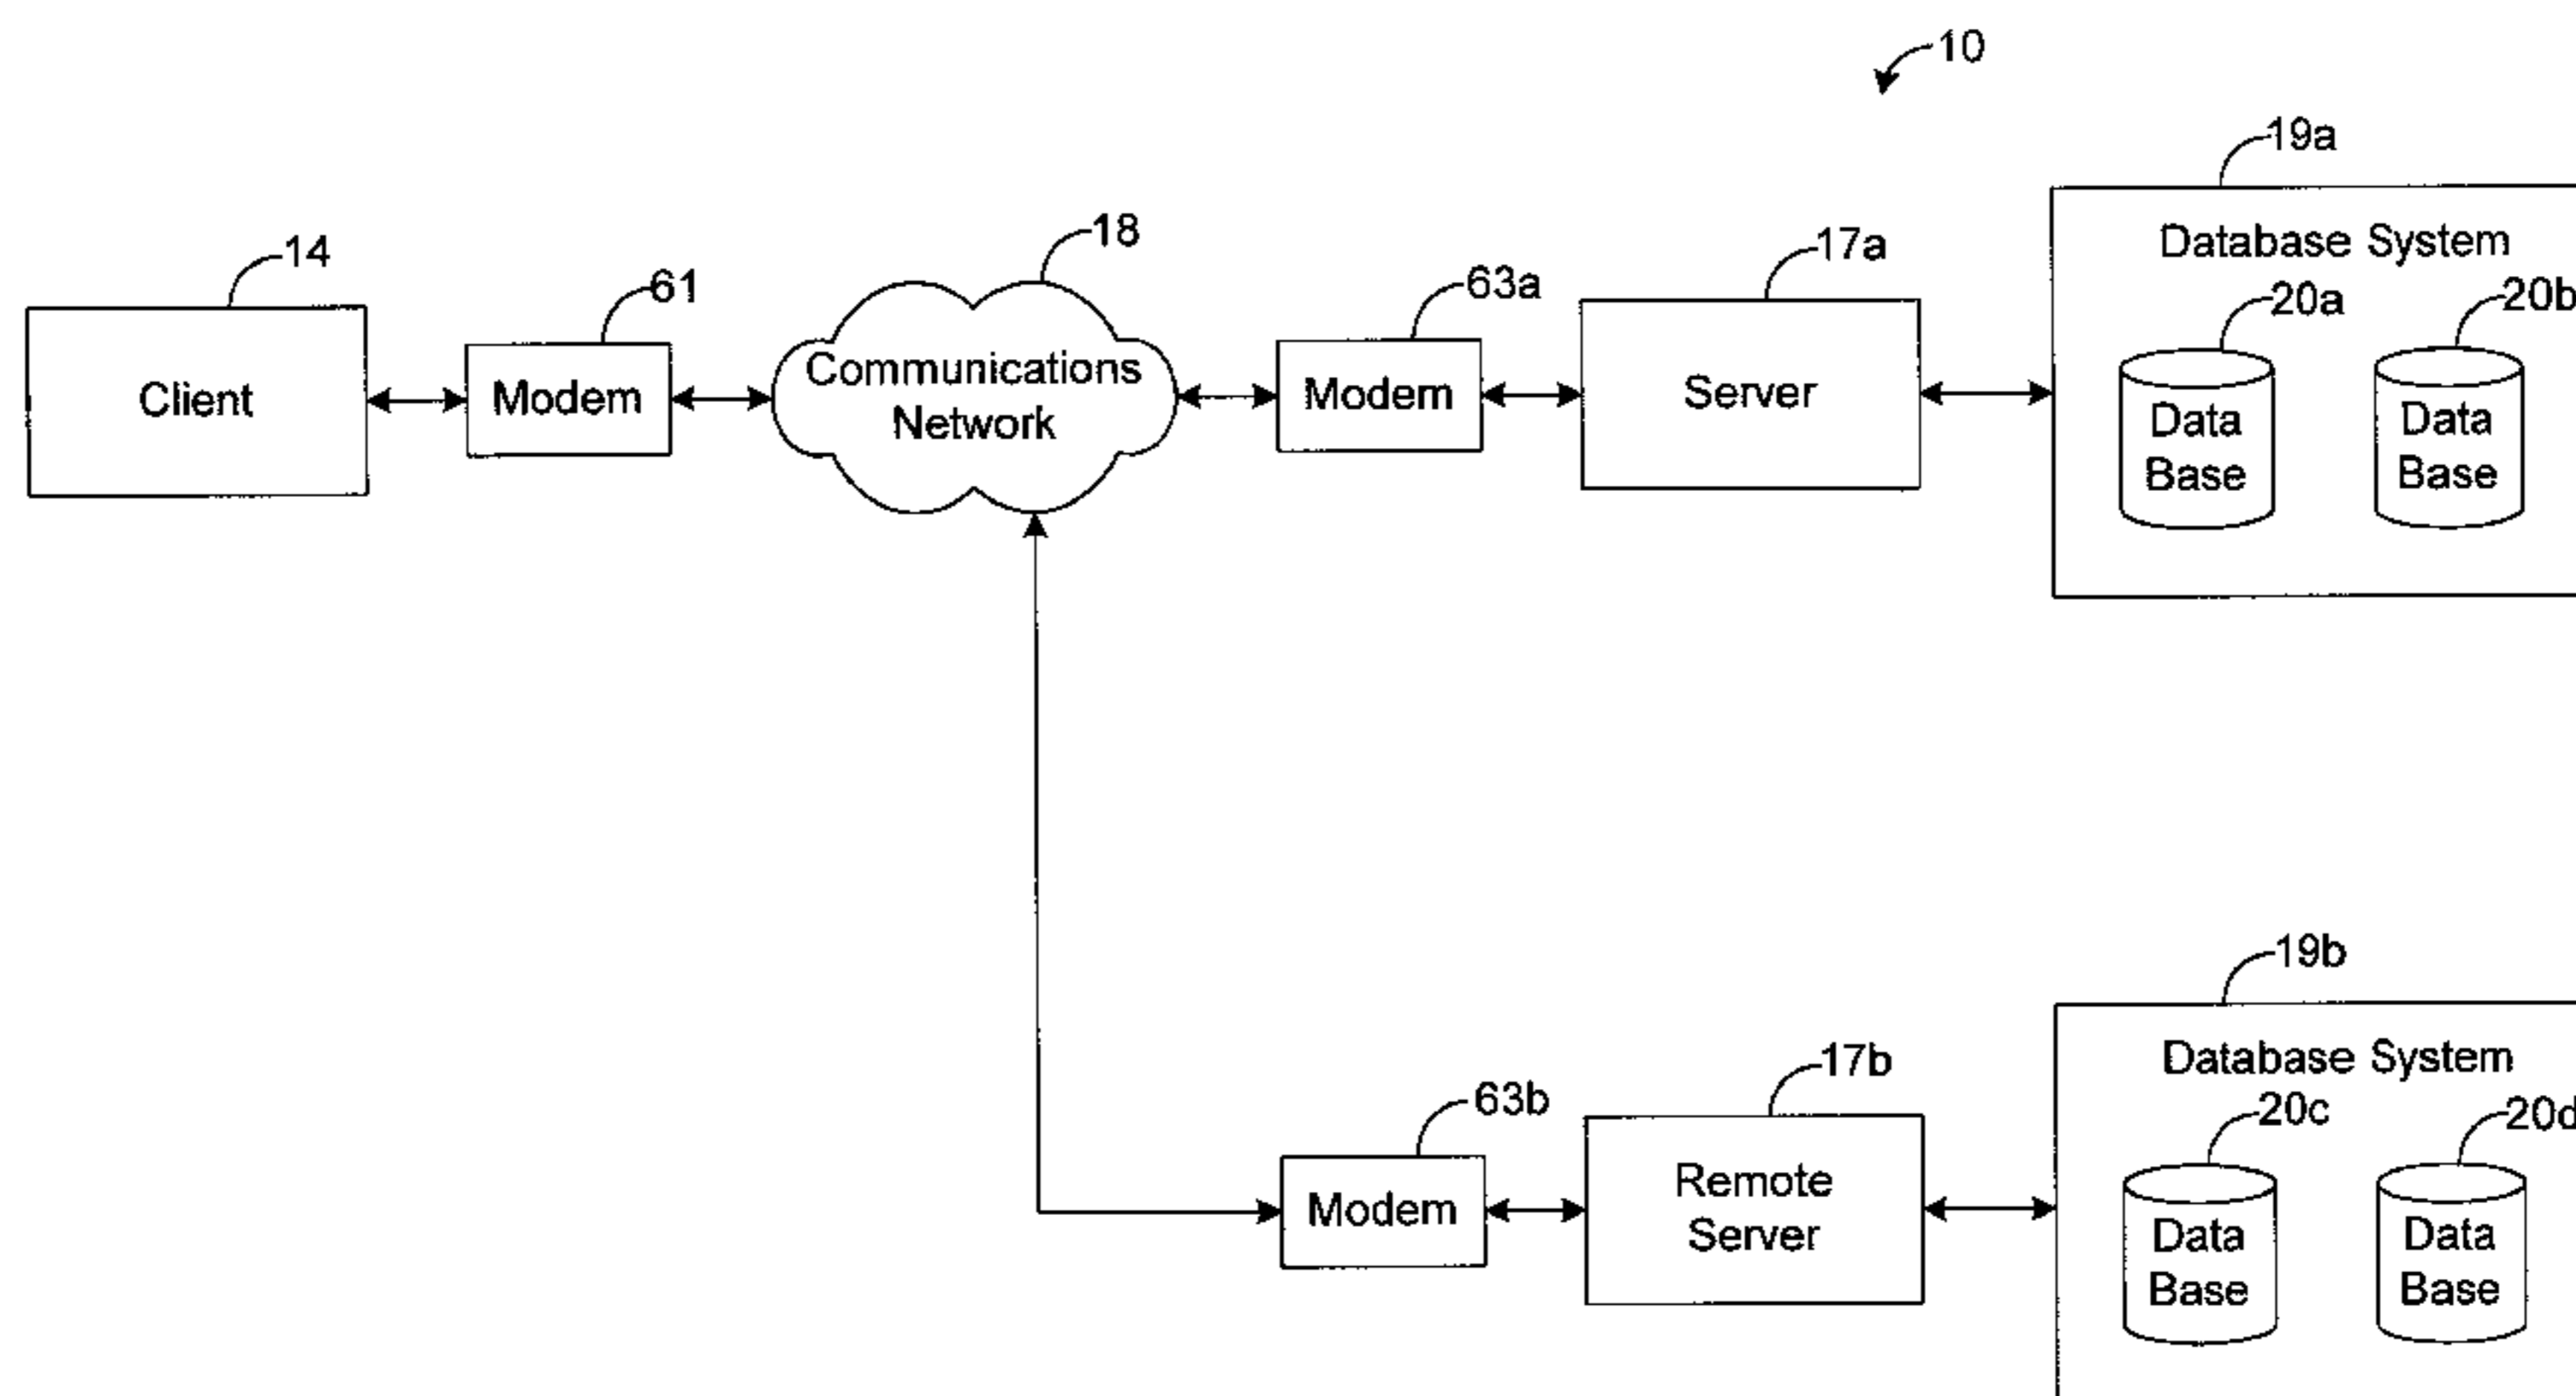 10
19a
Database System
20a
20b
Data
Base
Data
Base
17a
Server
63a
Modem
18
Communications
Network
61
Modem
14
Client
19b
Database System
20c
20d
Data
Base
Data
Base
17b
Remote
Server
63b
Modem